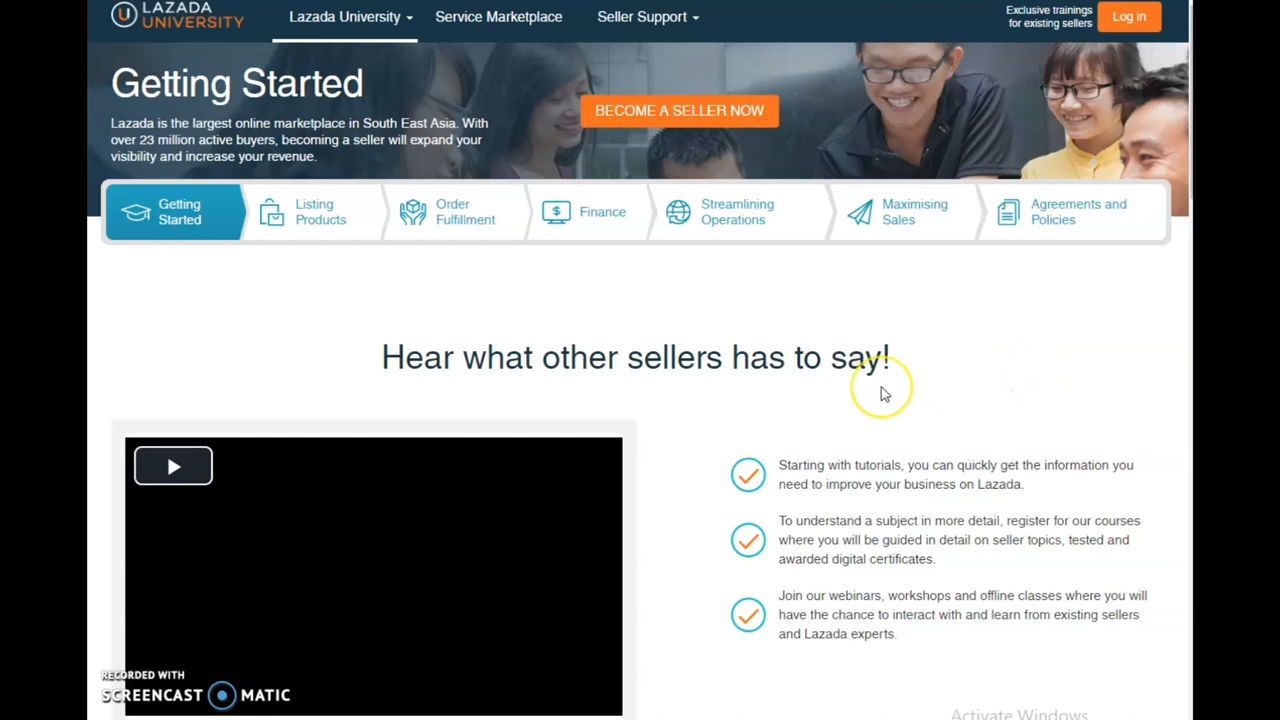 LAZADA
UNIVERSITY
Lazada University
Service Marketplace
Seller Support
Exclusive trainings
for existing sellers
Log in
Getting Started
Lazada is the largest online marketplace in South East Asia. With
over 23 million active buyers, becoming a seller will expand your
visibility and increase your revenue.
BECOME A SELLER NOW
Getting
Started
Listing
Products
Order
Fulfillment
Finance
Streamlining
Operations
Maximising
Sales
Agreements and
Policies
Hear what other sellers has to say!
Starting with tutorials, you can quickly get the information you
need to improve your business on Lazada.
To understand a subject in more detail, register for our courses
where you will be guided in detail on seller topics, tested and
awarded digital certificates.
Join our webinars, workshops and offline classes where you will
have the chance to interact with and learn from existing sellers
and Lazada experts.
RECORDED WITH
SCREENCAST MATIC
Activate Windows